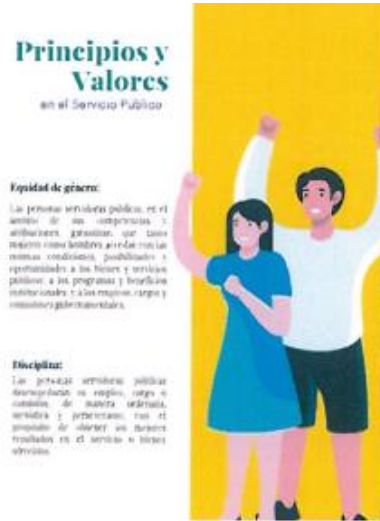 Principios y
Valores
en el Servicio Público
Equidad de género:
Las personas servidoras públicas, en el
ámbito de sus competencias y
atribuciones, garantizan que tanto
mujeres como hombres accedan con las
mismas condiciones, posibilidades y
oportunidades a los bienes y servicios
públicos; a los programas y beneficios
institucionales, y a los empleos, cargos y
comisiones gubernamentales.
Disciplina:
Las personas servidoras públicas
desempeñarán su empleo, cargo o
comisión, de manera ordenada,
metódica y perseverante, con el
propósito de obtener los mejores
resultados en el servicio o bienes
ofrecidos.